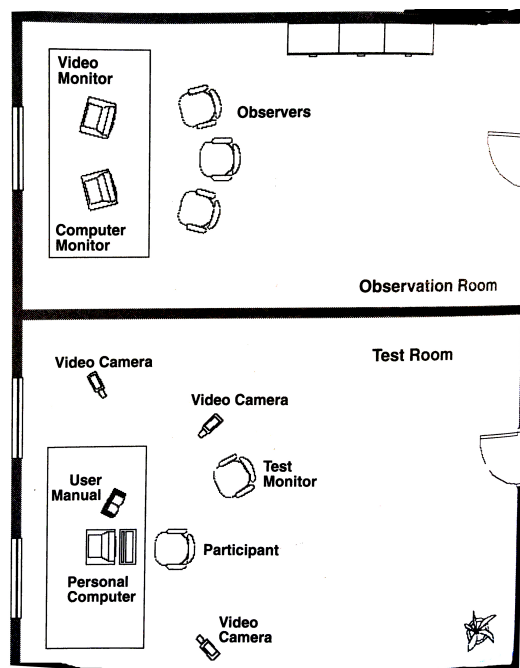 Video
Monitor
Observers
Computer
Monitor
Observation Room
Test Room
Video Camera
Video Camera
Test
Monitor
User
Manual
Participant
Personal
Computer
Video
Camera